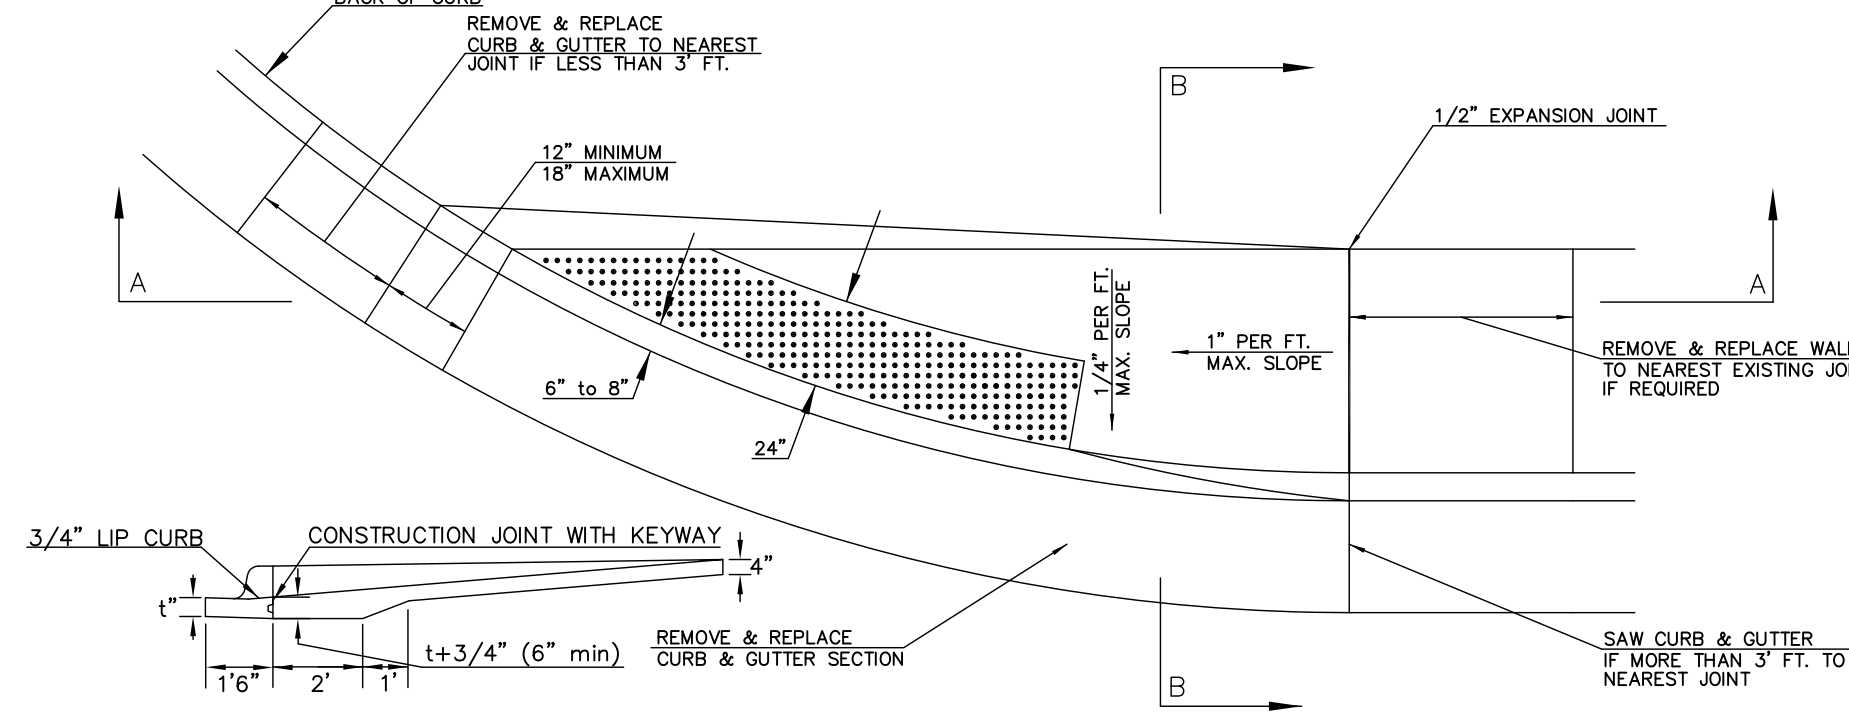 BACK OF CURB
REMOVE & REPLACE
CURB & GUTTER TO NEAREST
JOINT IF LESS THAN 3' FT.
B
1/2" EXPANSION JOINT
12" MINIMUM
18" MAXIMUM
A
A
1/4" PER FT.
MAX. SLOPE
1" PER FT.
MAX. SLOPE
REMOVE & REPLACE
TO NEAREST EXISTING
IF REQUIRED
6" to 8"
24"
3/4" LIP CURB
CONSTRUCTION JOINT WITH KEYWAY
4"
t"
t+3/4" (6" min)
1'6"
2'
1'
REMOVE & REPLACE
CURB & GUTTER SECTION
B
SAW CURB & GUTTER
IF MORE THAN 3' FT. TO
NEAREST JOINT